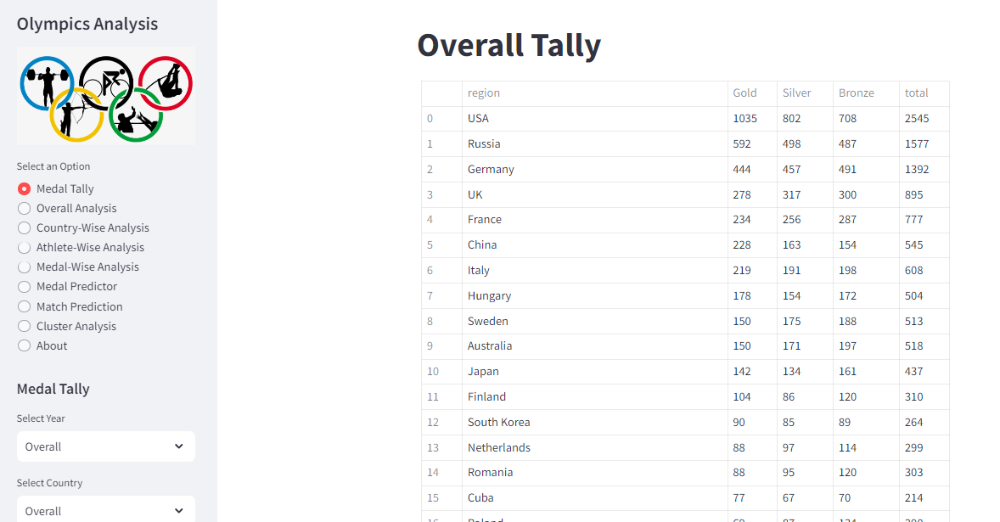 Olympics Analysis
Select an Option
Medal Tally
Overall Analysis
Country-Wise Analysis
Athlete-Wise Analysis
Medal-Wise Analysis
Medal Predictor
Match Prediction
Cluster Analysis
About
Medal Tally
Select Year
Overall
Select Country
Overall
Overall Tally
region Gold Silver Bronze total
0 USA 1035 802 708 2545
1 Russia 592 498 487 1577
2 Germany 444 457 491 1392
3 UK 278 317 300 895
4 France 234 256 287 777
5 China 228 163 154 545
6 Italy 219 191 198 608
7 Hungary 178 154 172 504
8 Sweden 150 175 188 513
9 Australia 150 171 197 518
10 Japan 142 134 161 437
11 Finland 104 86 120 310
12 South Korea 90 85 89 264
13 Netherlands 88 97 114 299
14 Romania 88 95 120 303
15 Cuba 77 67 70 214